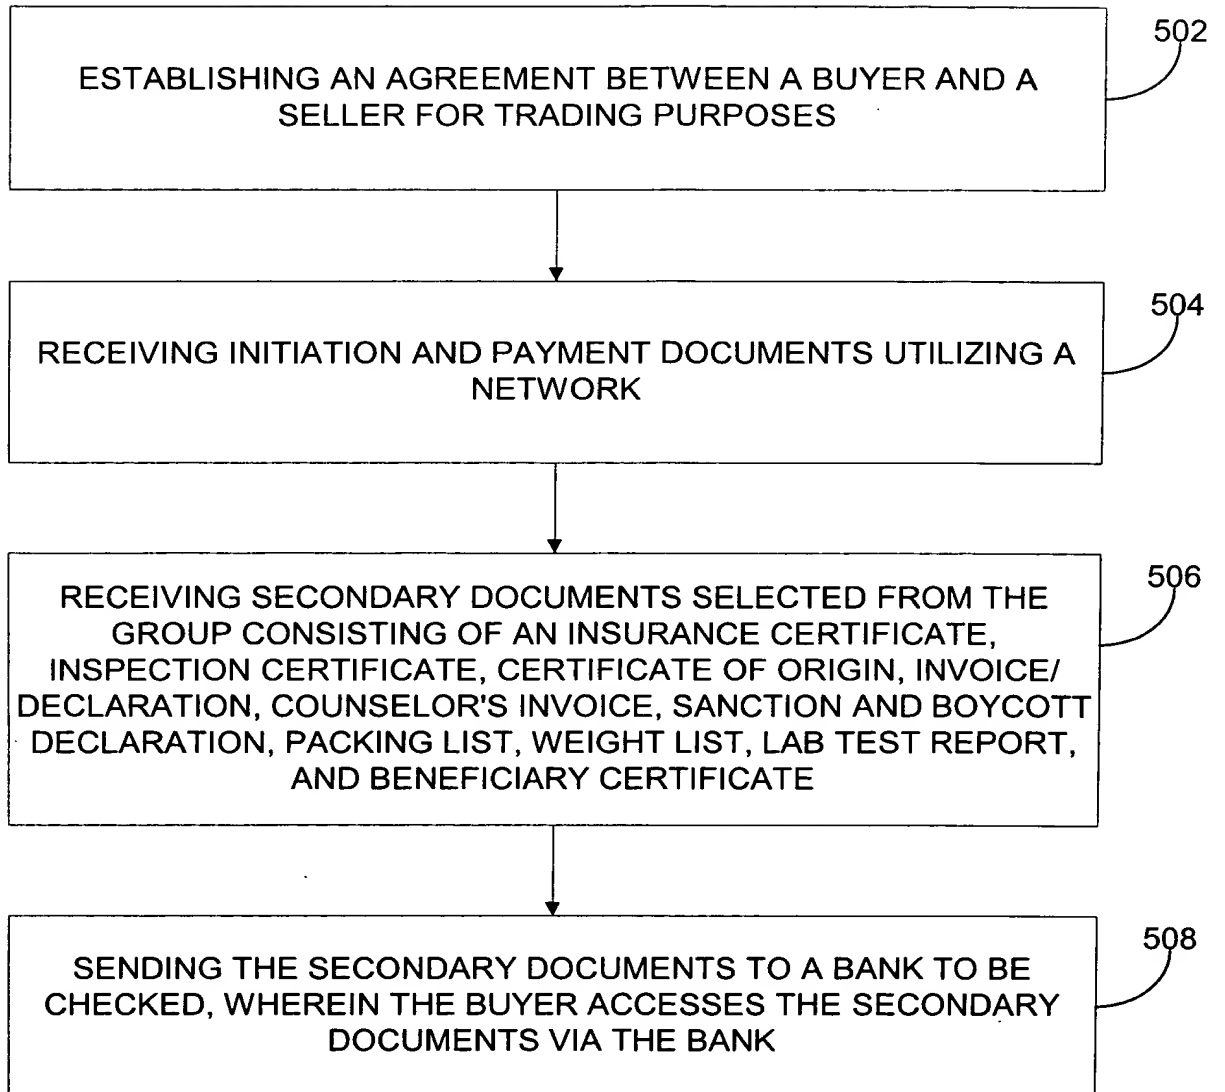 502
ESTABLISHING AN AGREEMENT BETWEEN A BUYER AND A
SELLER FOR TRADING PURPOSES
504
RECEIVING INITIATION AND PAYMENT DOCUMENTS UTILIZING A
NETWORK
506
RECEIVING SECONDARY DOCUMENTS SELECTED FROM THE
GROUP CONSISTING OF AN INSURANCE CERTIFICATE,
INSPECTION CERTIFICATE, CERTIFICATE OF ORIGIN, INVOICE/
DECLARATION, COUNSELOR'S INVOICE, SANCTION AND BOYCOTT
DECLARATION, PACKING LIST, WEIGHT LIST, LAB TEST REPORT,
AND BENEFICIARY CERTIFICATE
508
SENDING THE SECONDARY DOCUMENTS TO A BANK TO BE
CHECKED, WHEREIN THE BUYER ACCESSES THE SECONDARY
DOCUMENTS VIA THE BANK